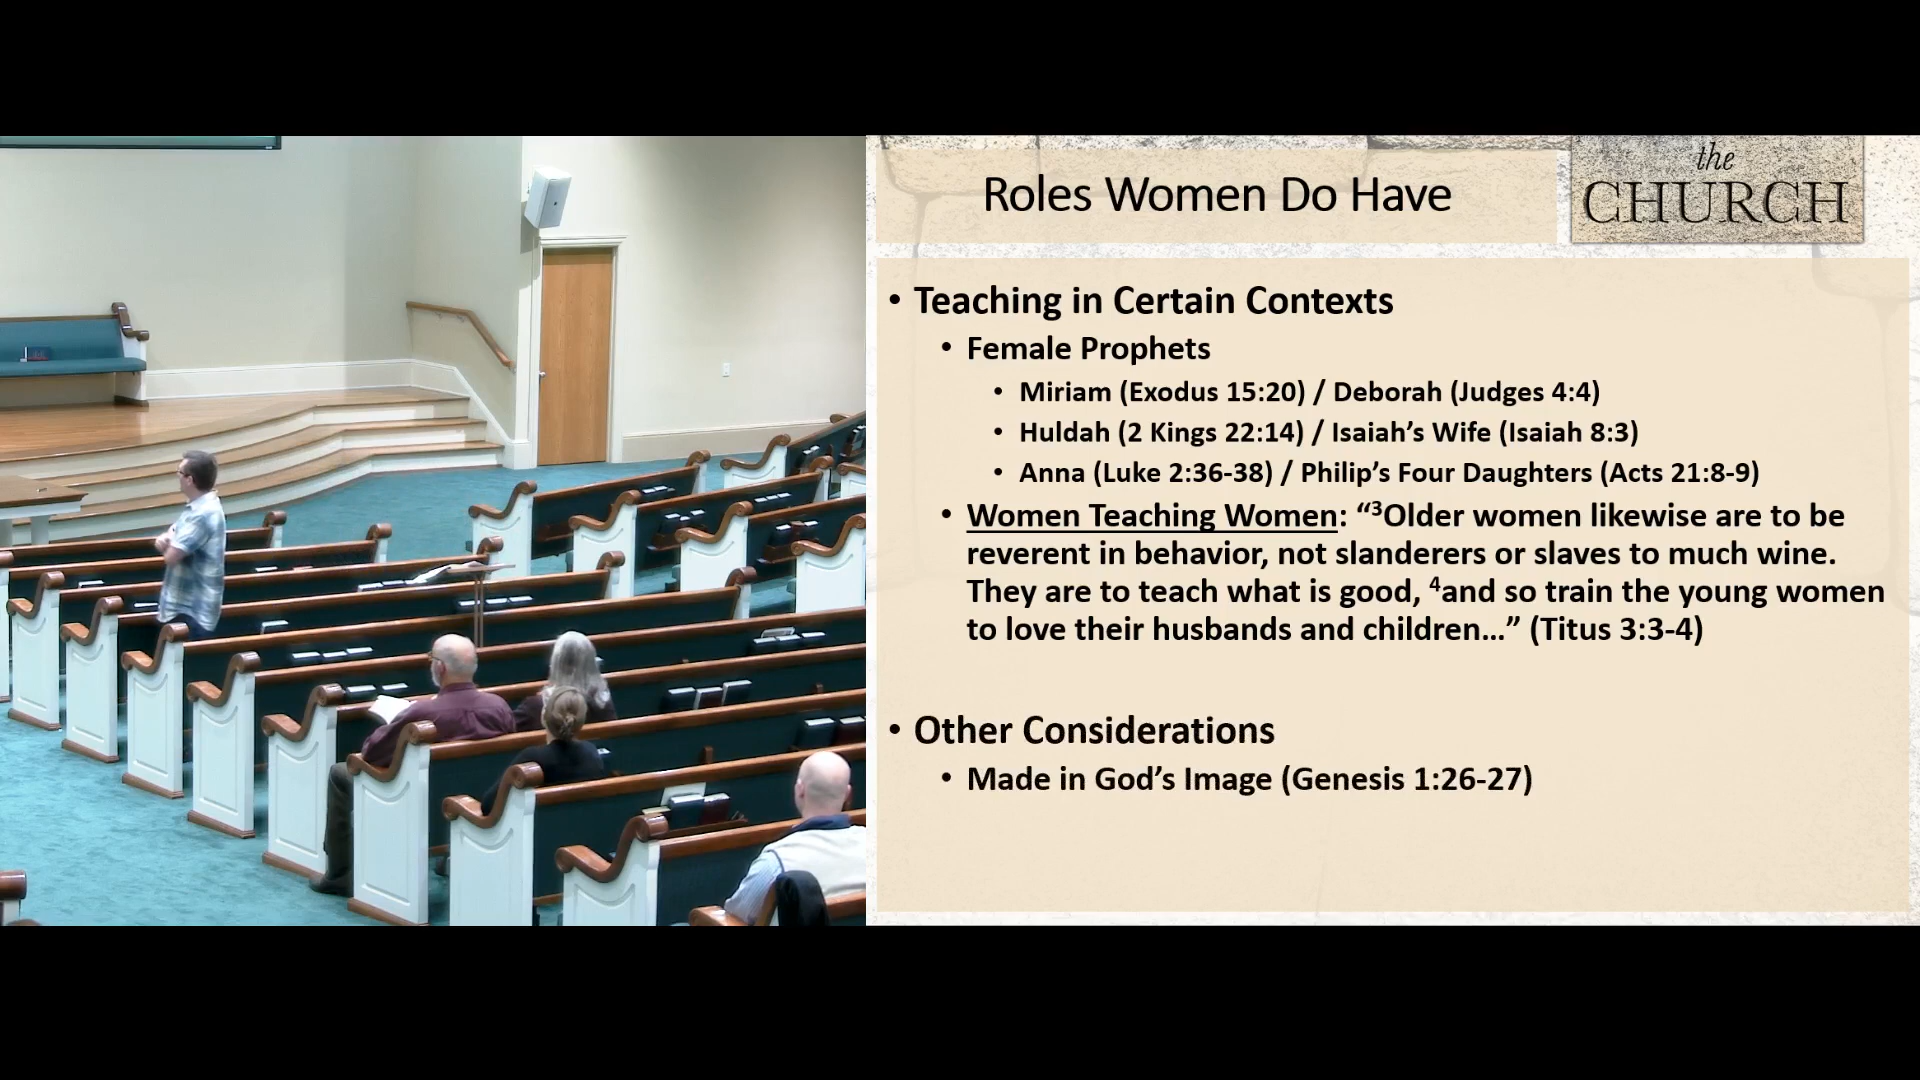 Roles Women Do Have
the
CHURCH
• Teaching in Certain Contexts
• Female Prophets
• Miriam (Exodus 15:20) / Deborah (Judges 4:4)
• Huldah (2 Kings 22:14) / Isaiah’s Wife (Isaiah 8:3)
• Anna (Luke 2:36-38) / Philip’s Four Daughters (Acts 21:8-9)
• Women Teaching Women: “³Older women likewise are to be
reverent in behavior, not slanderers or slaves to much wine.
They are to teach what is good, ⁴and so train the young women
to love their husbands and children…” (Titus 3:3-4)
• Other Considerations
• Made in God’s Image (Genesis 1:26-27)